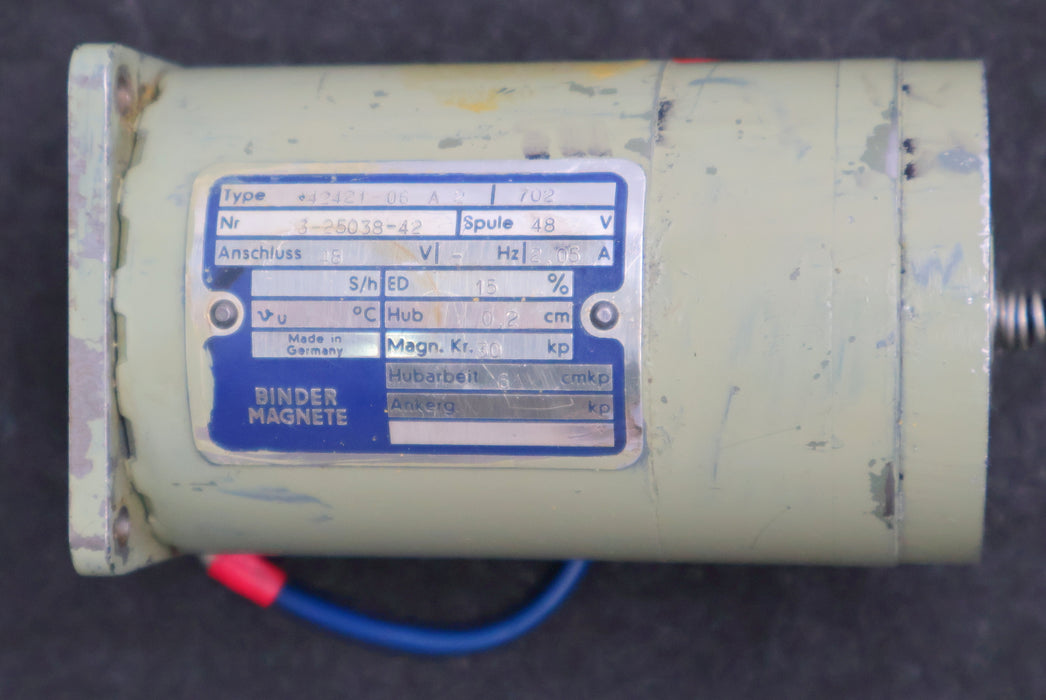 Type 42421-06 A 2 702
Nr 3-25038-42 Spule 48 V
Anschluss 48 V - Hz 2,05 A
S/h ED 15 %
ϑu °C Hub 0,2 cm
Made in Germany Magn. Kr. 30 kp
Hubarbeit 6 cmkp
BINDER MAGNETE Ankerg. kp